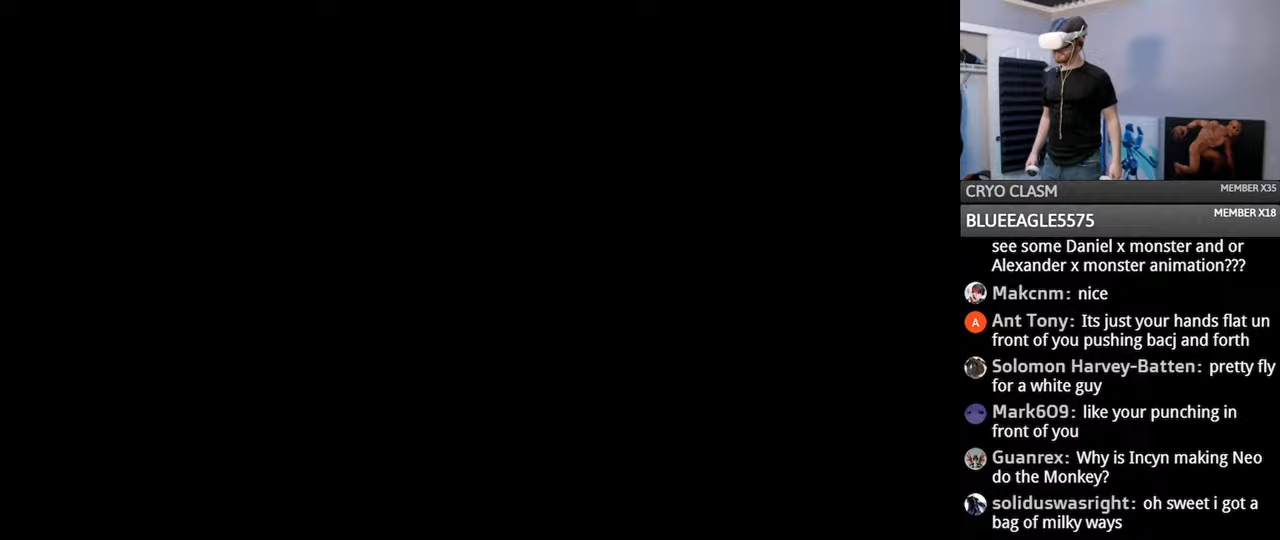 CRYO CLASM MEMBER X35
BLUEEAGLE5575 MEMBER X18
see some Daniel x monster and or
Alexander x monster animation???
Makcnm: nice
A Ant Tony: Its just your hands flat un
front of you pushing bacj and forth
Solomon Harvey-Batten: pretty fly
for a white guy
Mark609: like your punching in
front of you
Guanrex: Why is Incyn making Neo
do the Monkey?
soliduswasright: oh sweet i got a
bag of milky ways